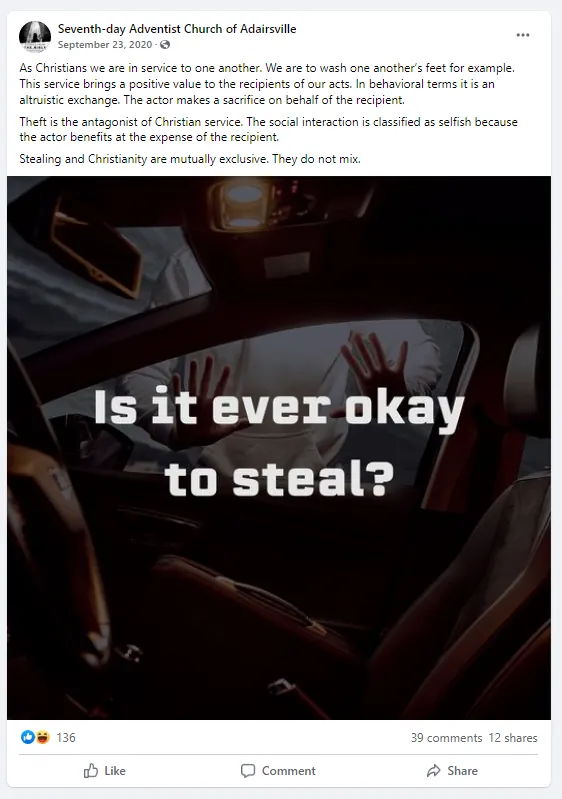 Seventh-day Adventist Church of Adairsville
September 23, 2020 ·
As Christians we are in service to one another. We are to wash one another's feet for example.
This service brings a positive value to the recipients of our acts. In behavioral terms it is an
altruistic exchange. The actor makes a sacrifice on behalf of the recipient.
Theft is the antagonist of Christian service. The social interaction is classified as selfish because
the actor benefits at the expense of the recipient.
Stealing and Christianity are mutually exclusive. They do not mix.
Is it ever okay
to steal?
136
39 comments 12 shares
Like
Comment
Share